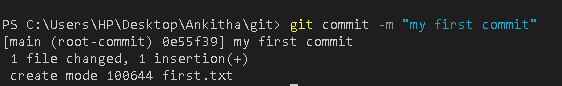 PS C:\Users\HP\Desktop\Ankitha\git> git commit -m "my first commit"
[main (root-commit) 0e55f39] my first commit
 1 file changed, 1 insertion(+)
 create mode 100644 first.txt